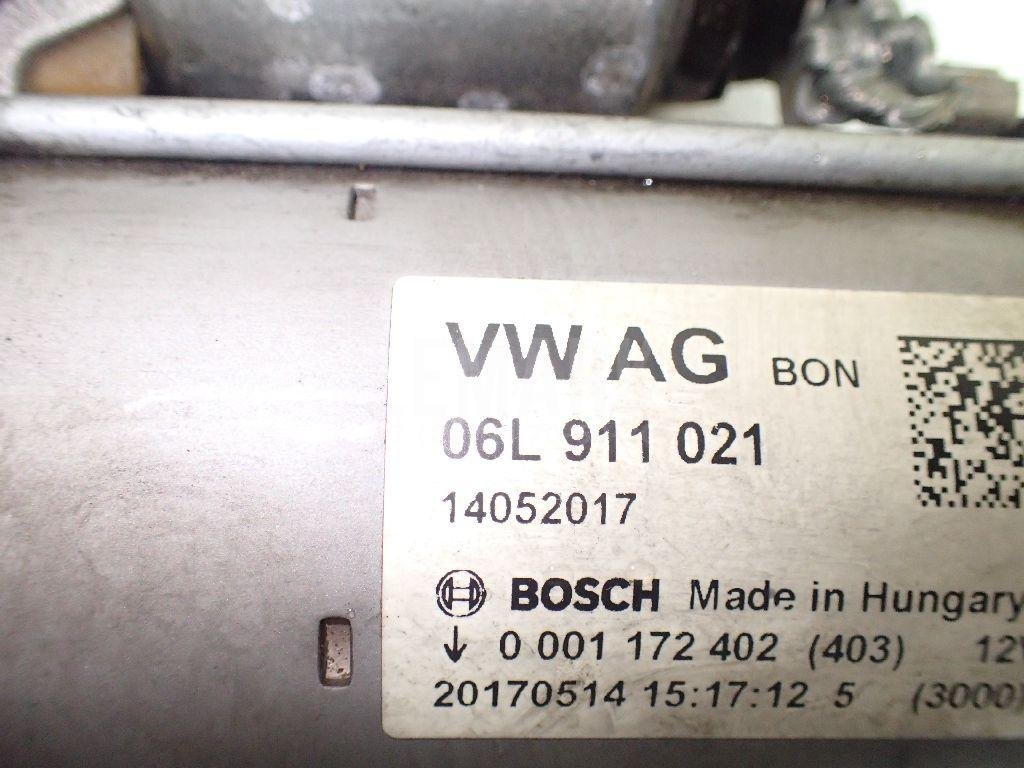 VW AG BON
06L 911 021
14052017
BOSCH Made in Hungary
↓ 0 001 172 402 (403) 12V
20170514 15:17:12 5 (3000)